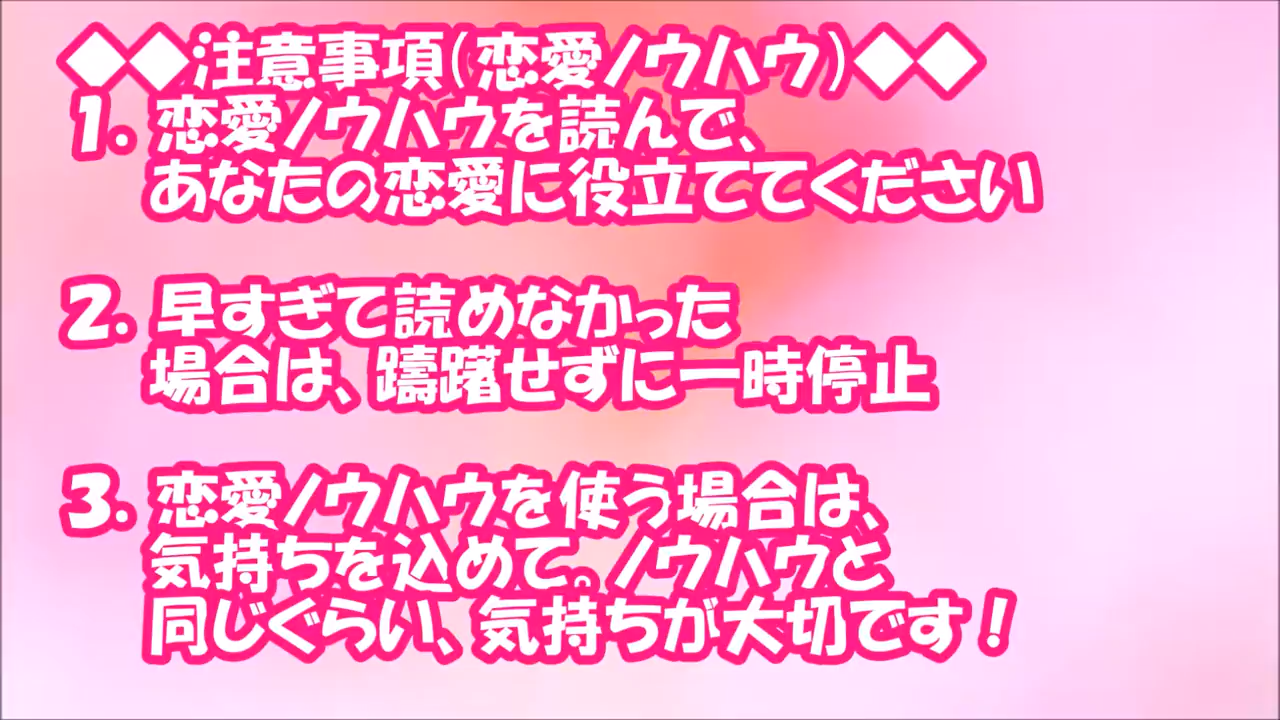 ◆◆注意事項(恋愛ノウハウ)◆◆
1. 恋愛ノウハウを読んで、
あなたの恋愛に役立ててください
2. 早すぎて読めなかった
場合は、躊躇せずに一時停止
3. 恋愛ノウハウを使う場合は、
気持ちを込めて。ノウハウと
同じぐらい、気持ちが大切です！